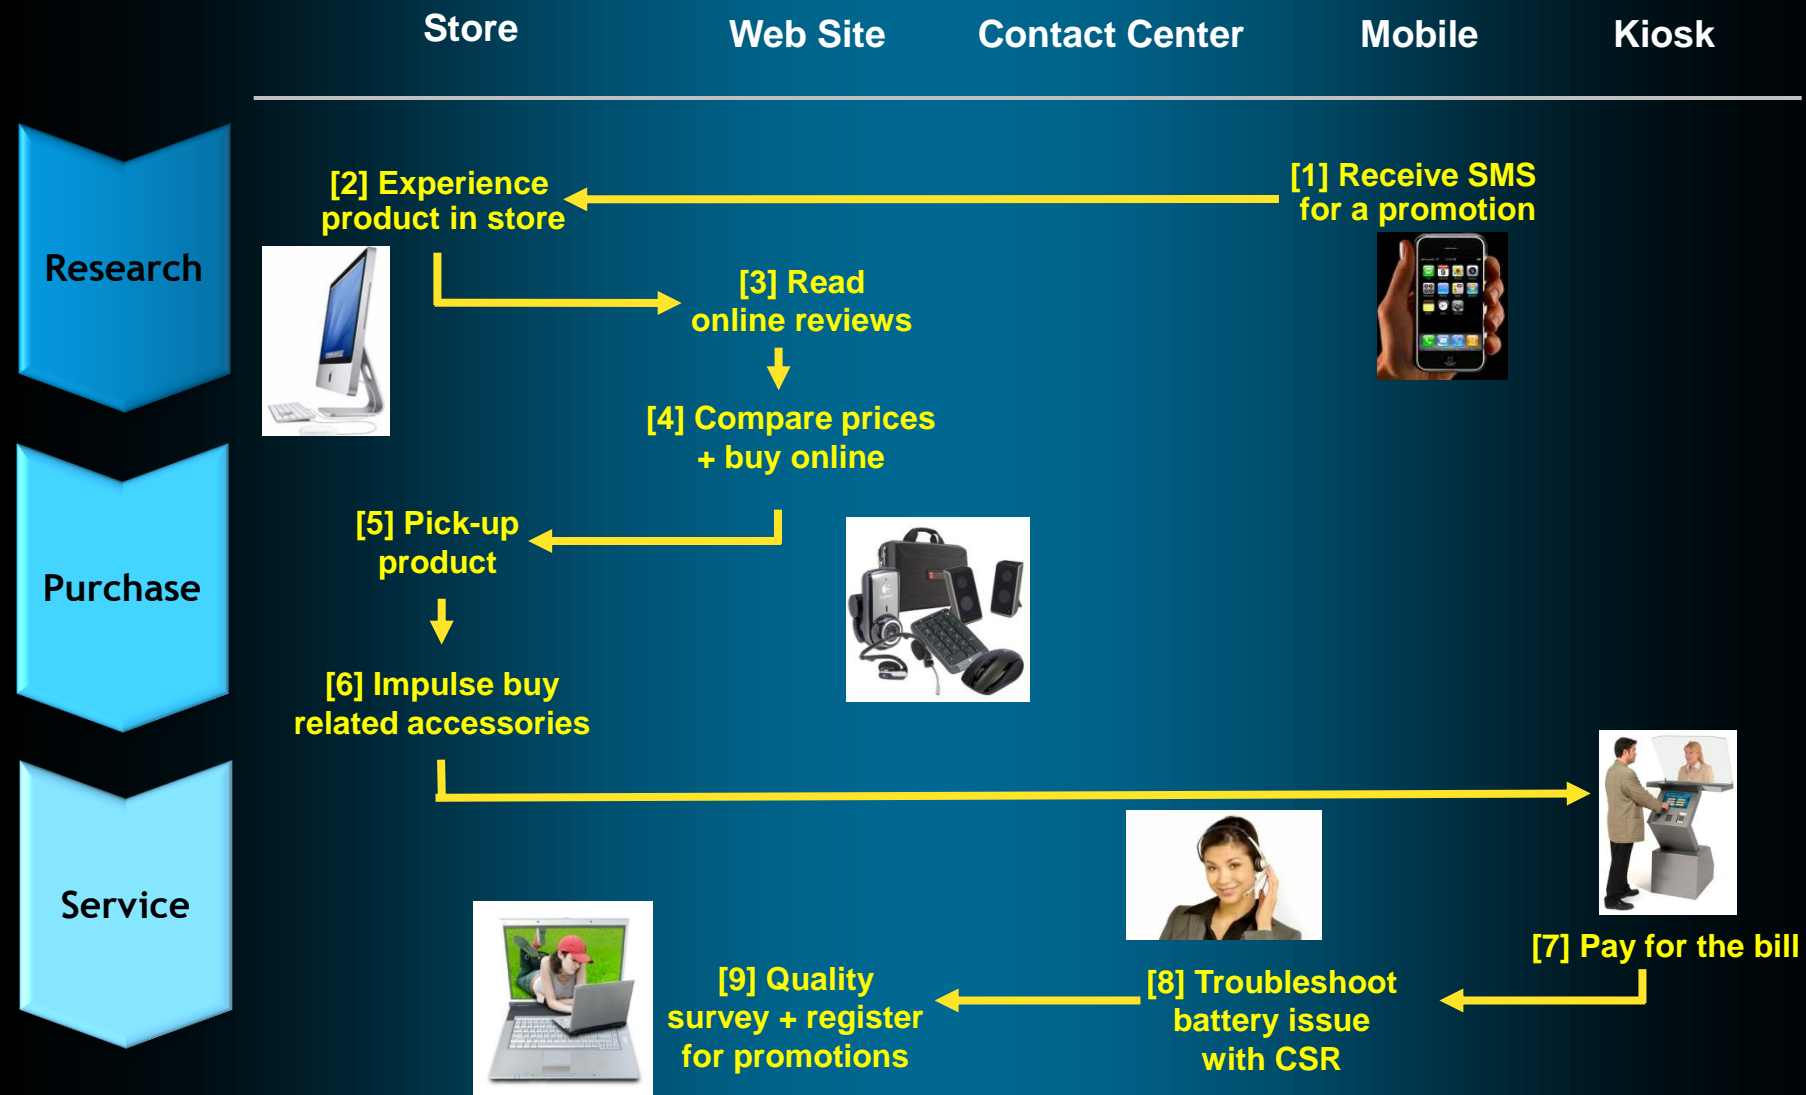 Store
Web Site
Contact Center
Mobile
Kiosk
Research
[1] Receive SMS
for a promotion
[2] Experience
product in store
[3] Read
online reviews
[4] Compare prices
+ buy online
Purchase
[5] Pick-up
product
[6] Impulse buy
related accessories
Service
[7] Pay for the bill
[8] Troubleshoot
battery issue
with CSR
[9] Quality
survey + register
for promotions